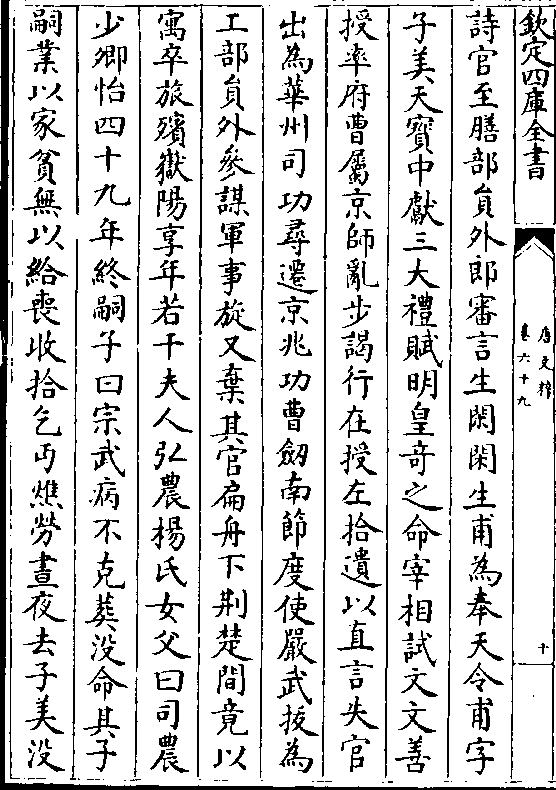 欽定四庫全書
唐文粹
卷六十九
十
詩官至膳部員外郎審言生閑閑生甫為奉天令甫字
子美天寶中獻三大禮賦明皇奇之命宰相試文文善
授率府曹屬京師亂步謁行在授左拾遺以直言失官
出為華州司功尋遷京兆功曹劔南節度使嚴武抜為
工部員外參謀軍事旋又棄其官扁舟下荆楚間竟以
寓卒旅殯嶽陽享年若干夫人弘農楊氏女父曰司農
少卿怡四十九年終嗣子曰宗武病不克葬没命其子
嗣業以家貧無以給喪收拾乞丐燋勞晝夜去子美没